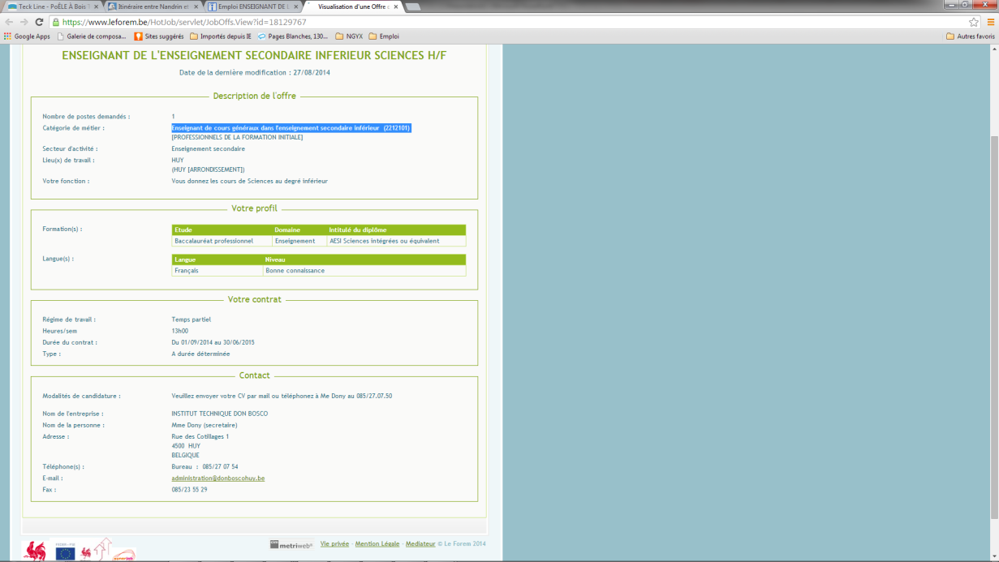 Teck Line - PoÊLE À Bois T
Itinéraire entre Nandrin et
Emploi ENSEIGNANT DE L
Visualisation d'une Offre
https://www.leforem.be/HotJob/servlet/JobOffs.View?id=18129767
Google Apps Galerie de composa... Sites suggérés Importés depuis IE Pages Blanches, 130... NGYX Emploi Autres favoris
ENSEIGNANT DE L'ENSEIGNEMENT SECONDAIRE INFERIEUR SCIENCES H/F
Date de la dernière modification : 27/08/2014
Description de l'offre
Nombre de postes demandés : 1
Catégorie de métier : Enseignant de cours généraux dans l'enseignement secondaire inférieur (2212101)
[PROFESSIONNELS DE LA FORMATION INITIALE]
Secteur d'activité : Enseignement secondaire
Lieu(x) de travail : HUY
(HUY [ARRONDISSEMENT])
Votre fonction : Vous donnez les cours de Sciences au degré inférieur
Votre profil
Formation(s) : Etude Domaine Intitulé du diplôme
Baccalauréat professionnel Enseignement AESI Sciences intégrées ou équivalent
Langue(s) : Langue Niveau
Français Bonne connaissance
Votre contrat
Régime de travail : Temps partiel
Heures/sem 13h00
Durée du contrat : Du 01/09/2014 au 30/06/2015
Type : A durée déterminée
Contact
Modalités de candidature : Veuillez envoyer votre CV par mail ou téléphonez à Me Dony au 085/27.07.50
Nom de l'entreprise : INSTITUT TECHNIQUE DON BOSCO
Nom de la personne : Mme Dony (secretaire)
Adresse : Rue des Cotillages 1
4500 HUY
BELGIQUE
Téléphone(s) : Bureau : 085/27 07 54
E-mail : administration@donboscohuy.be
Fax : 085/23 55 29
metriweb® Vie privée - Mention Légale - Mediateur © Le Forem 2014